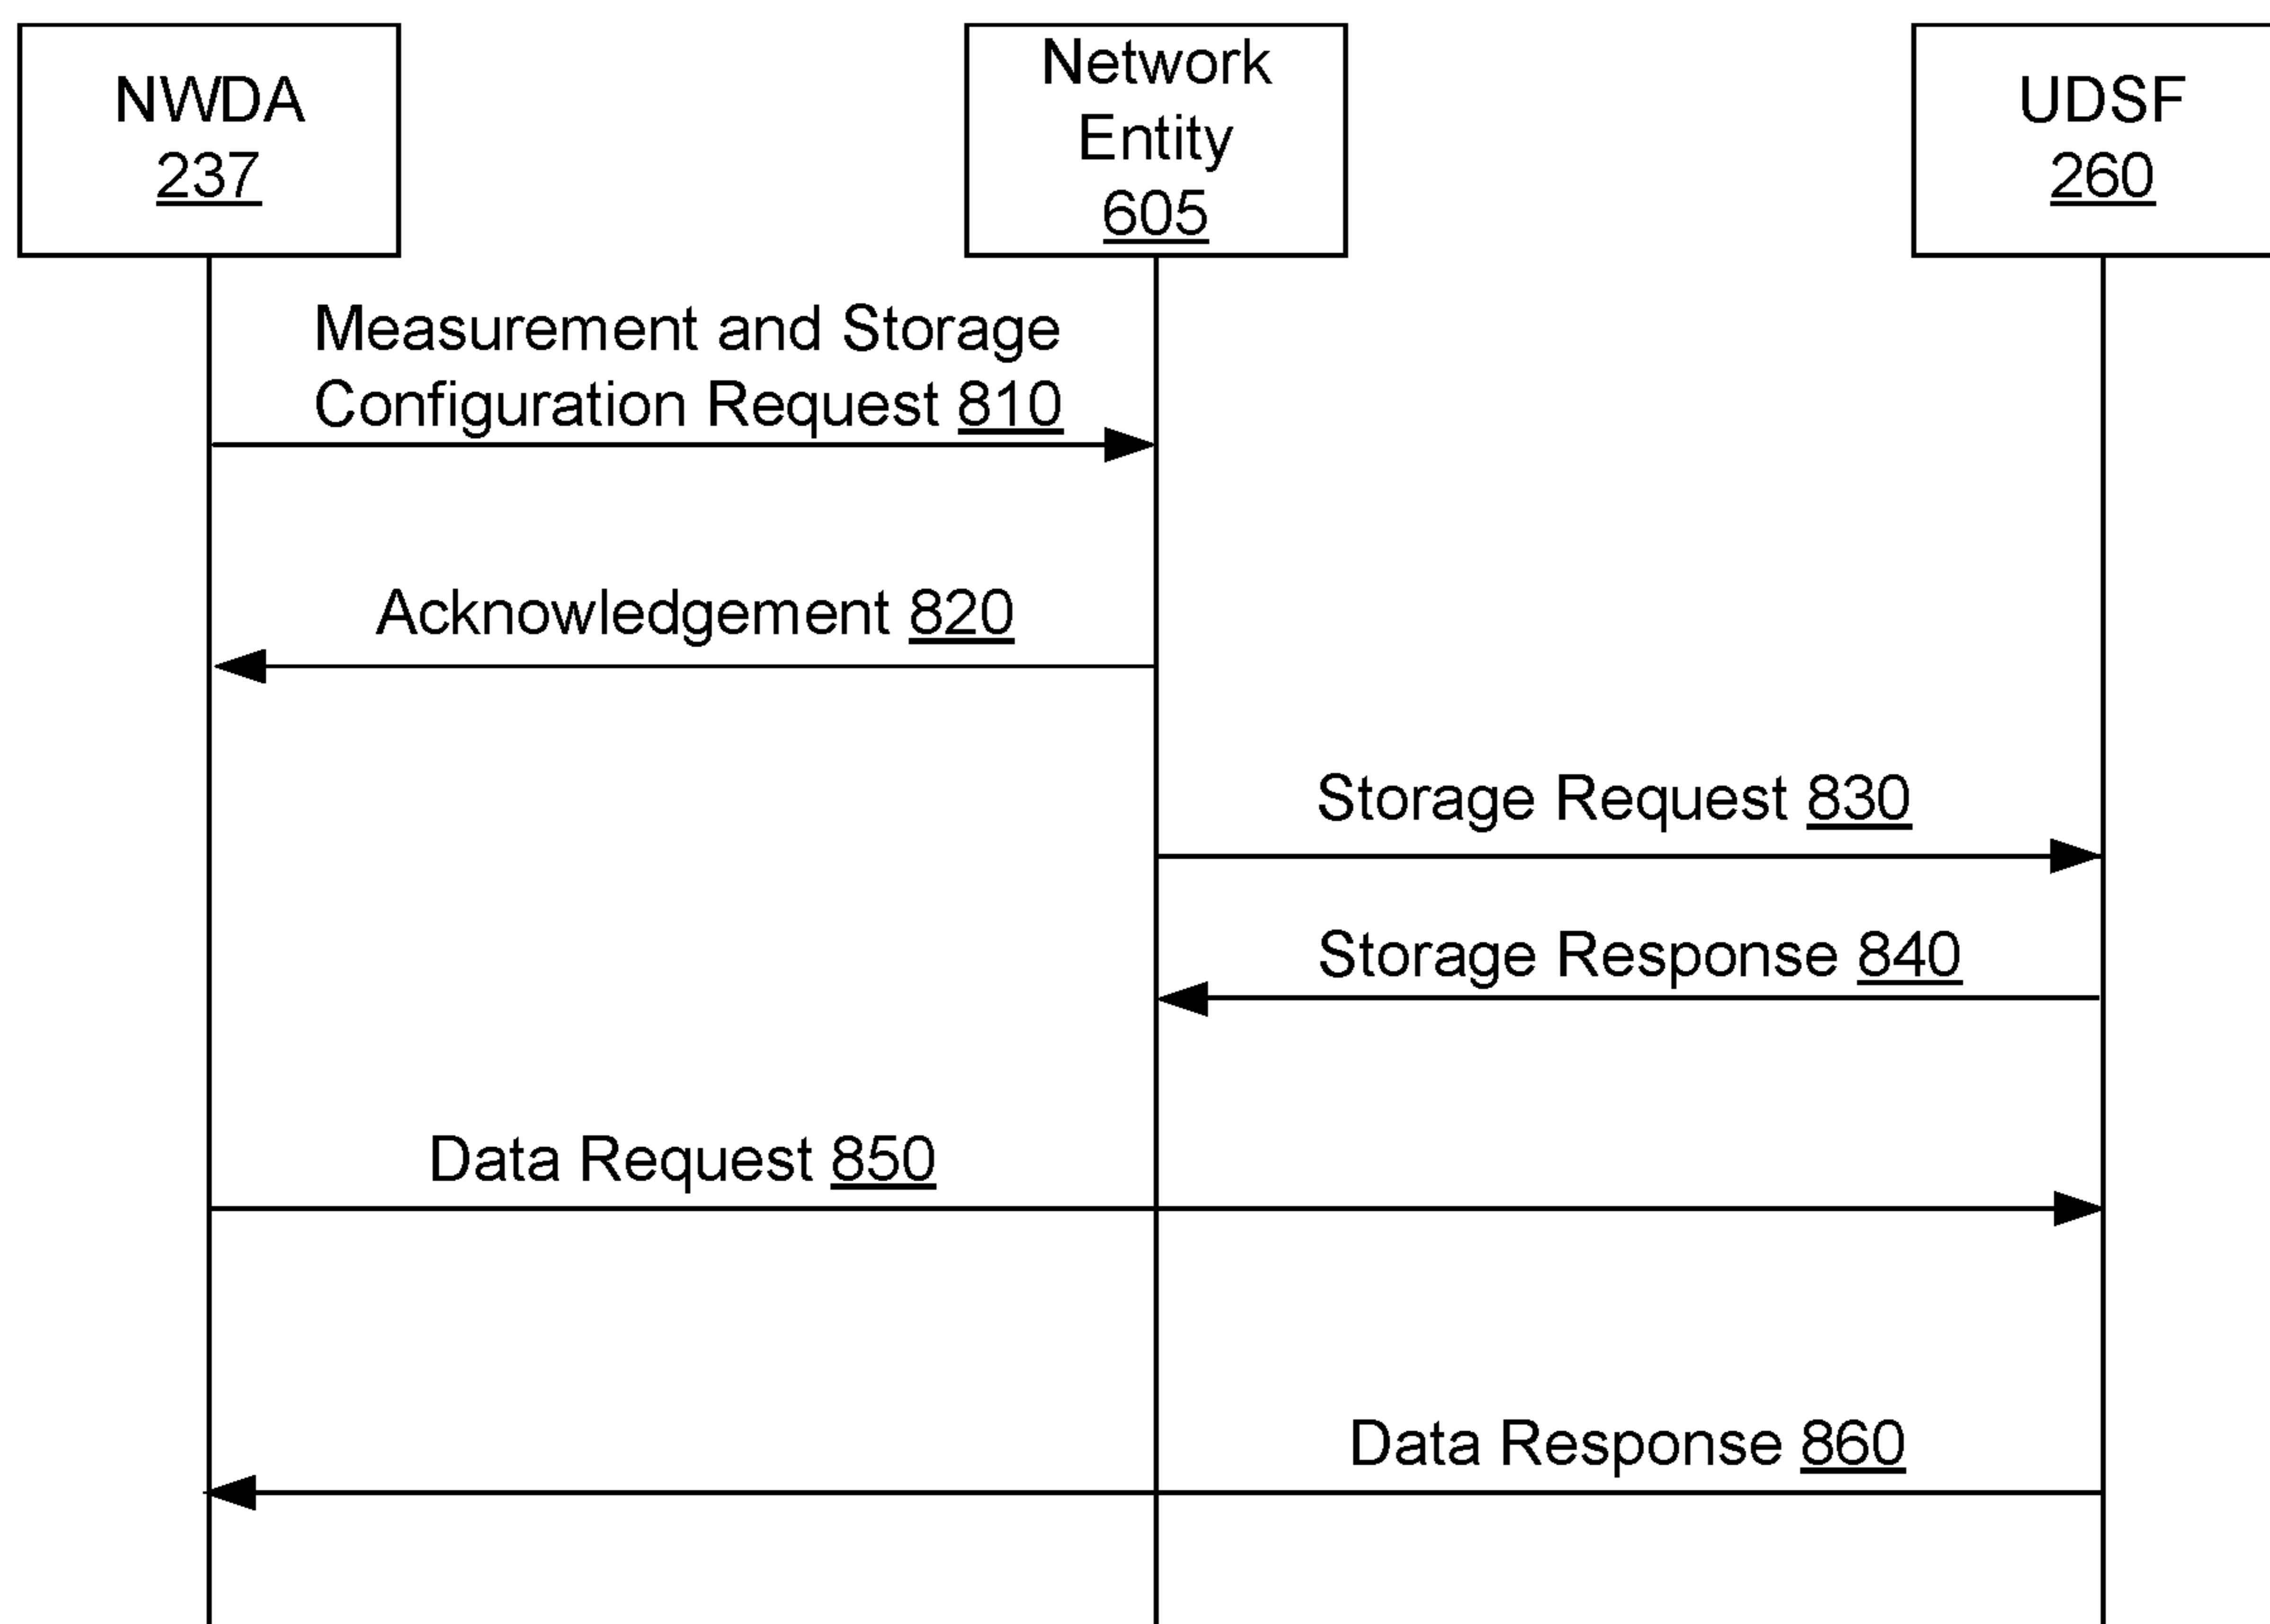 NWDA
237
Network
Entity
605
UDSF
260
Measurement and Storage
Configuration Request 810
Acknowledgement 820
Storage Request 830
Storage Response 840
Data Request 850
Data Response 860